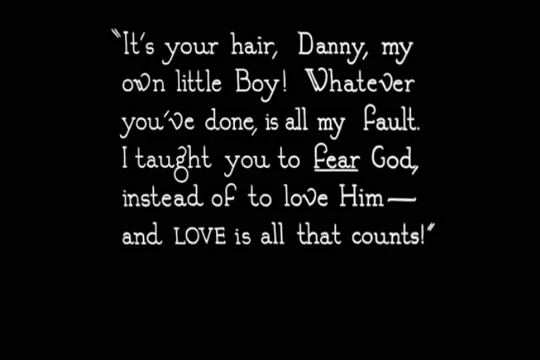 "It's your hair, Danny, my
own little Boy! Whatever
you've done, is all my fault.
I taught you to fear God,
instead of to love Him—
and LOVE is all that counts!"